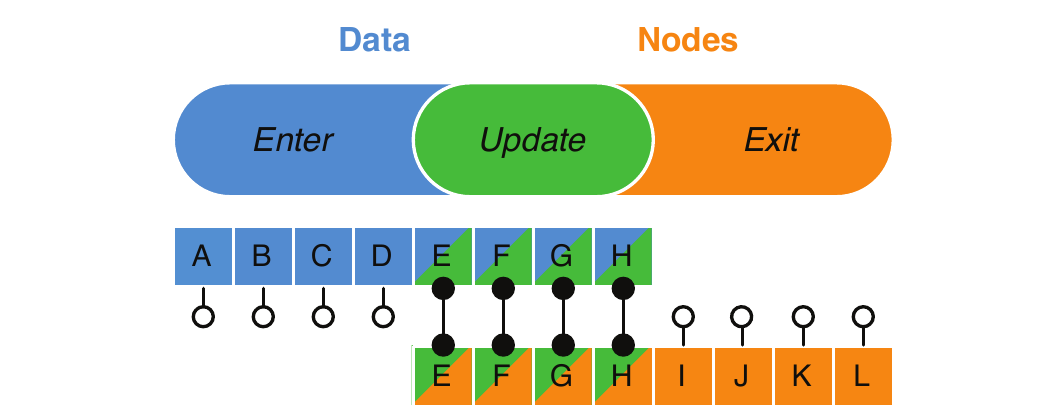 Data Nodes
Enter Update Exit
A B C D E F G H
E F G H I J K L